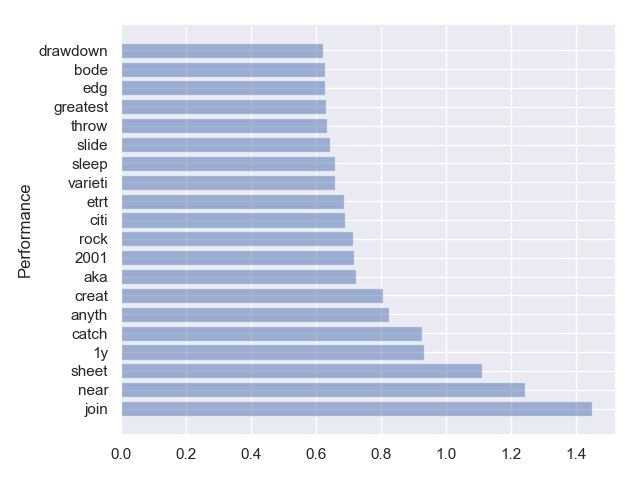 drawdown
bode
edg
greatest
throw
slide
sleep
varieti
etrt
citi
rock
2001
aka
creat
anyth
catch
1y
sheet
near
join
Performance
0.0 0.2 0.4 0.6 0.8 1.0 1.2 1.4